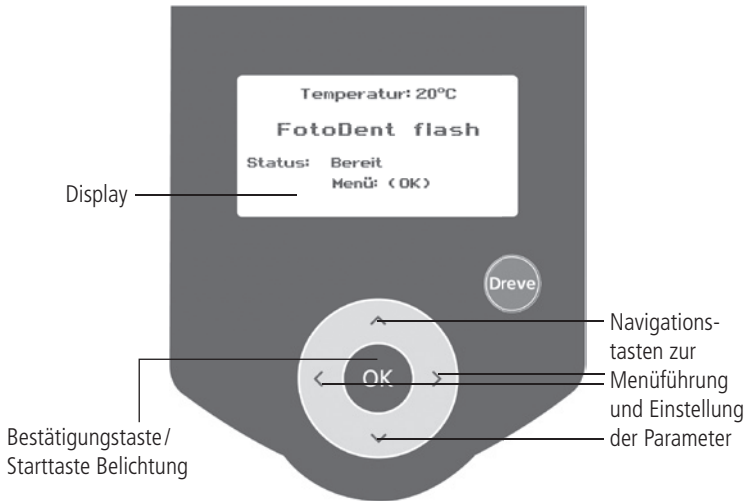 Temperatur: 20°C
FotoDent flash
Status: Bereit
Menü: (OK)
Display
Dreve
OK
Navigations-
tasten zur
Menüführung
und Einstellung
der Parameter
Bestätigungstaste/
Starttaste Belichtung